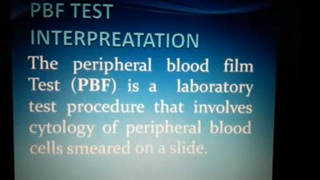 PBF TEST
INTERPREATATION
The peripheral blood film
Test (PBF) is a laboratory
test procedure that involves
cytology of peripheral blood
cells smeared on a slide.